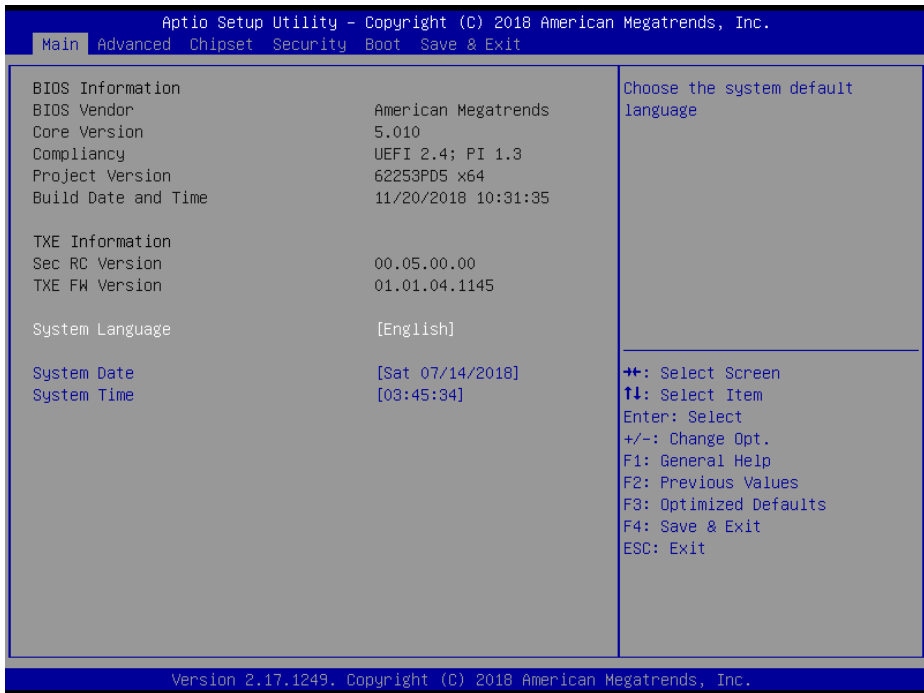 Aptio Setup Utility – Copyright (C) 2018 American Megatrends, Inc.
Main Advanced Chipset Security Boot Save & Exit
BIOS Information
BIOS Vendor American Megatrends
Core Version 5.010
Compliancy UEFI 2.4; PI 1.3
Project Version 62253PD5 x64
Build Date and Time 11/20/2018 10:31:35
TXE Information
Sec RC Version 00.05.00.00
TXE FW Version 01.01.04.1145
System Language [English]
System Date [Sat 07/14/2018]
System Time [03:45:34]
Choose the system default
language
→←: Select Screen
↑↓: Select Item
Enter: Select
+/-: Change Opt.
F1: General Help
F2: Previous Values
F3: Optimized Defaults
F4: Save & Exit
ESC: Exit
Version 2.17.1249. Copyright (C) 2018 American Megatrends, Inc.